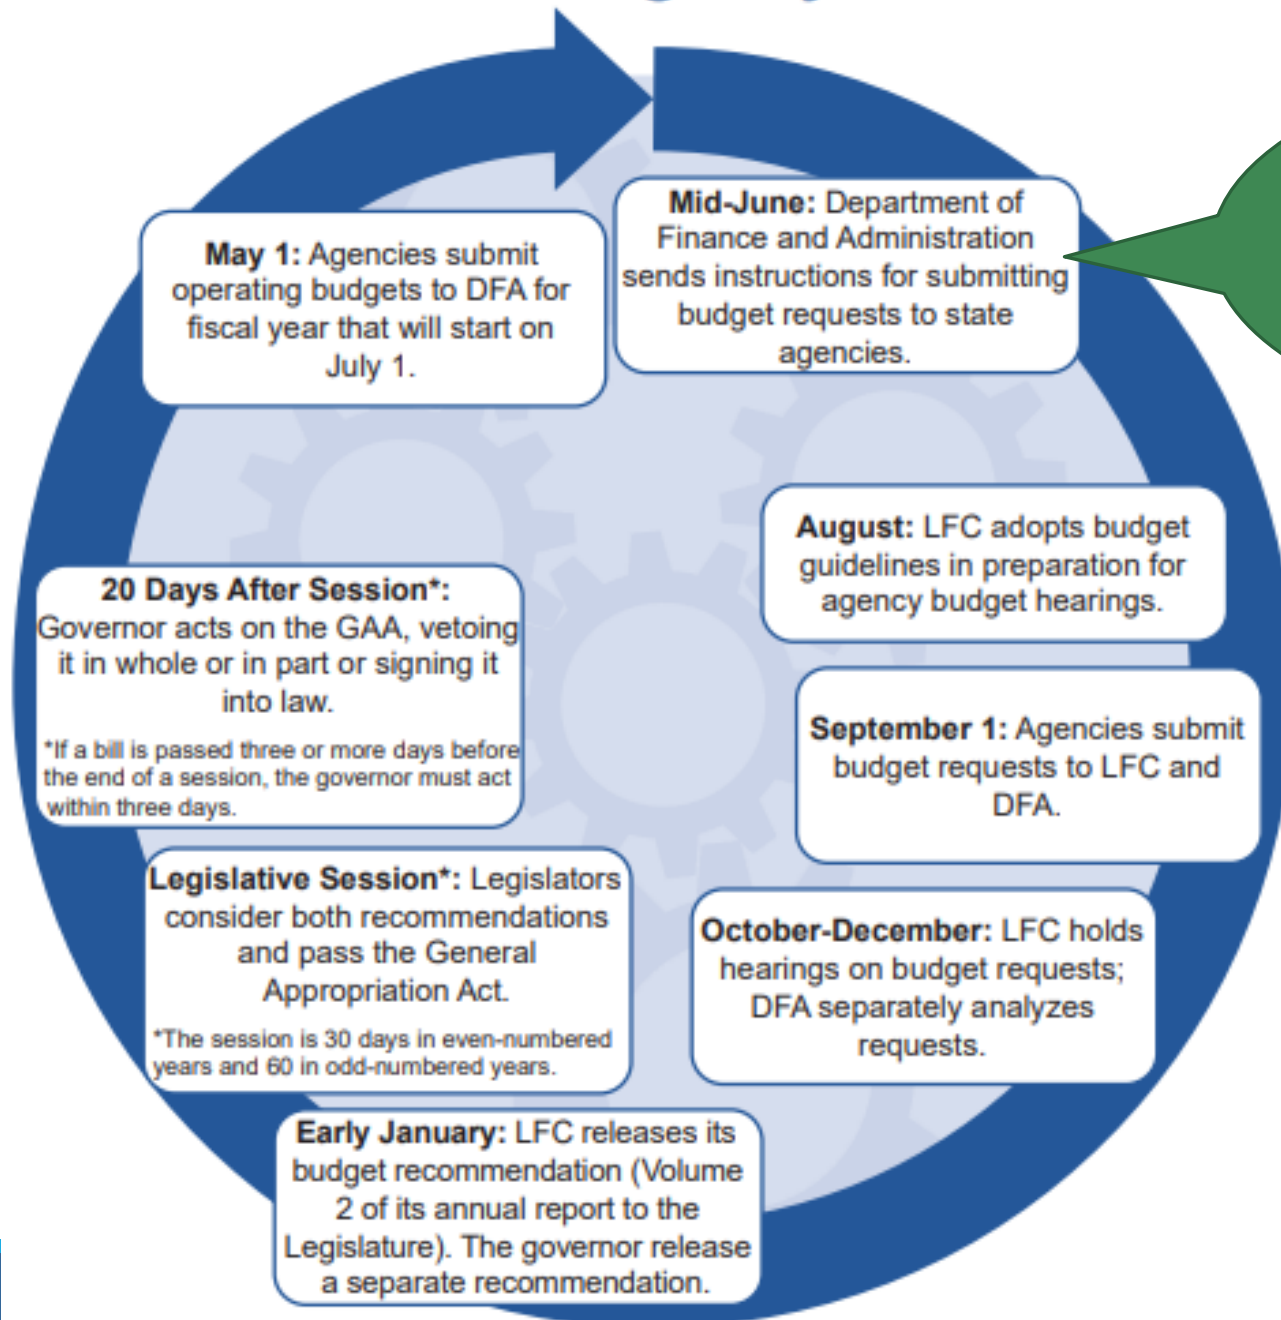 Mid-June: Department of
Finance and Administration
sends instructions for submitting
budget requests to state
agencies.
August: LFC adopts budget
guidelines in preparation for
agency budget hearings.
September 1: Agencies submit
budget requests to LFC and
DFA.
October-December: LFC holds
hearings on budget requests;
DFA separately analyzes
requests.
Early January: LFC releases its
budget recommendation (Volume
2 of its annual report to the
Legislature). The governor release
a separate recommendation.
Legislative Session*: Legislators
consider both recommendations
and pass the General
Appropriation Act.
*The session is 30 days in even-numbered
years and 60 in odd-numbered years.
20 Days After Session*:
Governor acts on the GAA, vetoing
it in whole or in part or signing it
into law.
*If a bill is passed three or more days before
the end of a session, the governor must act
within three days.
May 1: Agencies submit
operating budgets to DFA for
fiscal year that will start on
July 1.